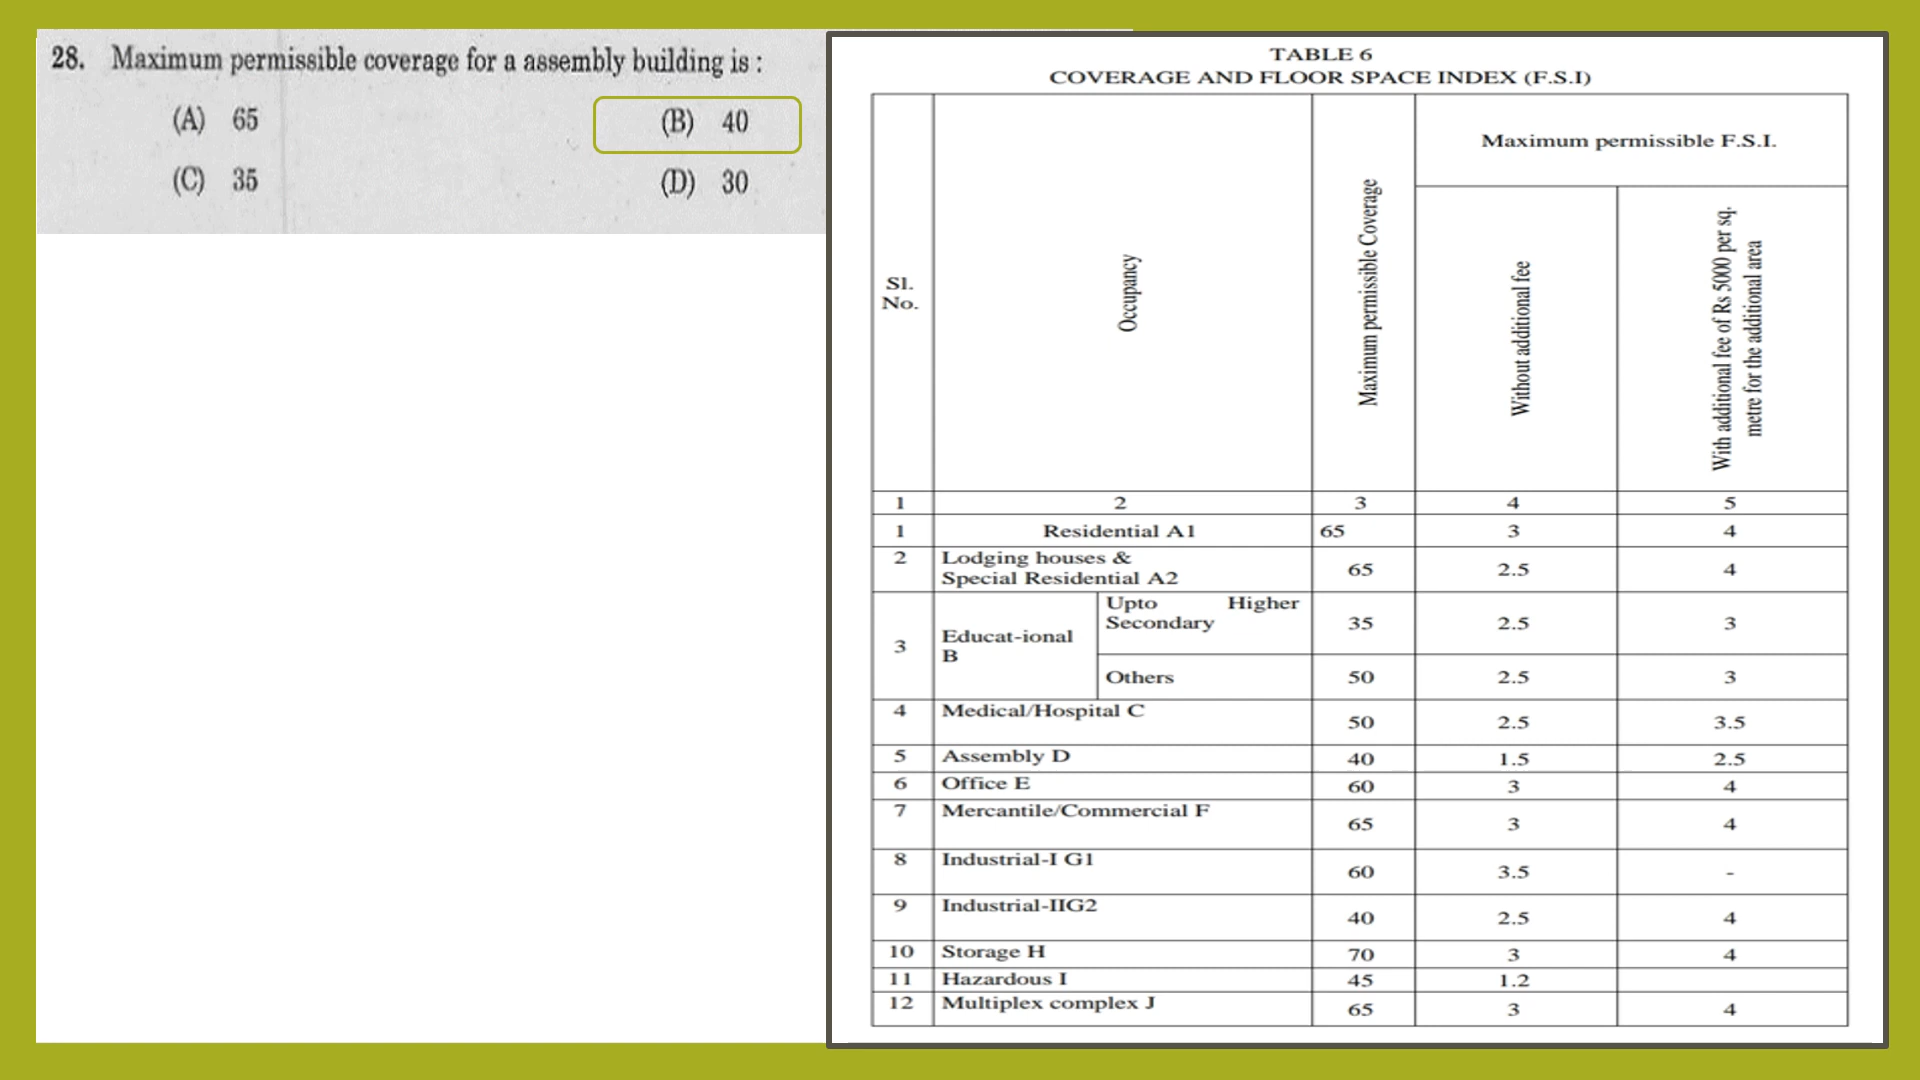 28. Maximum permissible coverage for a assembly building is :
(A) 65 (B) 40
(C) 35 (D) 30
TABLE 6
COVERAGE AND FLOOR SPACE INDEX (F.S.I)
Sl.
No.
Occupancy
Maximum permissible Coverage
Maximum permissible F.S.I.
Without additional fee
With additional fee of Rs 5000 per sq.
metre for the additional area
1 2 3 4 5
1 Residential A1 65 3 4
2 Lodging houses &
Special Residential A2 65 2.5 4
3 Educat-ional
B
Upto Higher
Secondary 35 2.5 3
Others 50 2.5 3
4 Medical/Hospital C 50 2.5 3.5
5 Assembly D 40 1.5 2.5
6 Office E 60 3 4
7 Mercantile/Commercial F 65 3 4
8 Industrial-I G1 60 3.5 -
9 Industrial-IIG2 40 2.5 4
10 Storage H 70 3 4
11 Hazardous I 45 1.2
12 Multiplex complex J 65 3 4